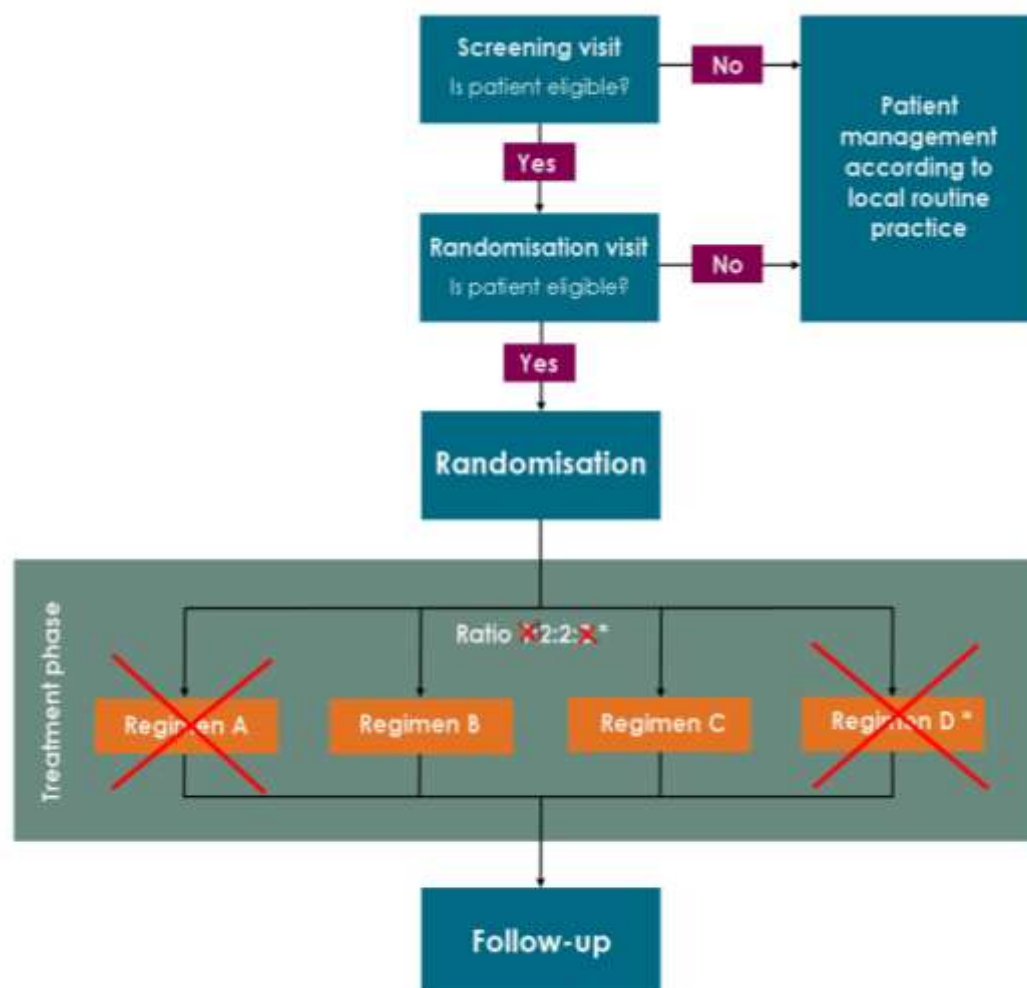 Screening visit
Is patient eligible?
No
Patient
management
according to
local routine
practice
Yes
Randomisation visit
Is patient eligible?
No
Yes
Randomisation
Treatment phase
Ratio 2:2: *
Regimen A
Regimen B
Regimen C
Regimen D *
Follow-up